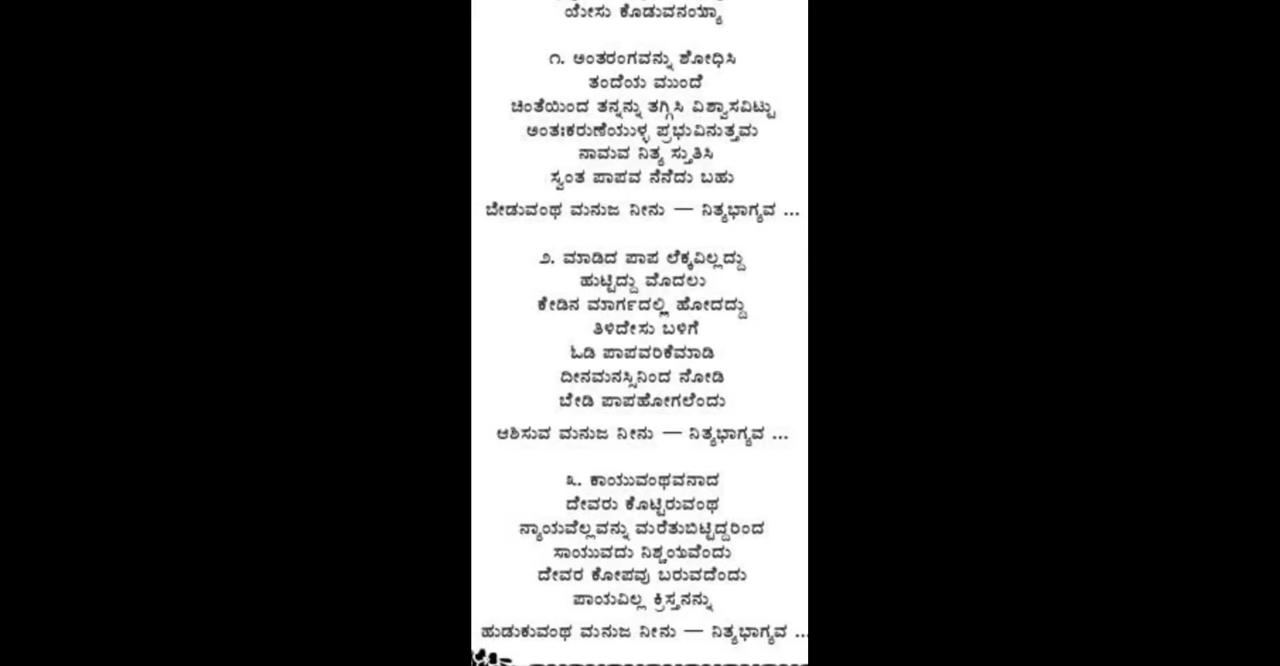 ಯೇಸು ಕೊಡುವನಯ್ಯಾ
೧. ಅಂತರಂಗವನ್ನು ಶೋಧಿಸಿ
ತಂದೆಯ ಮುಂದೆ
ಚಿಂತೆಯಿಂದ ತನ್ನನ್ನು ತಗ್ಗಿಸಿ ವಿಶ್ವಾಸವಿಟ್ಟು
ಅಂತಃಕರುಣೆಯುಳ್ಳ ಪ್ರಭುವಿನುತ್ತಮ
ನಾಮವ ನಿತ್ಯ ಸ್ತುತಿಸಿ
ಸ್ವಂತ ಪಾಪವ ನೆನೆದು ಬಹು
ಬೇಡುವಂಥ ಮನುಜ ನೀನು — ನಿತ್ಯಭಾಗ್ಯವ ...
೨. ಮಾಡಿದ ಪಾಪ ಲೆಕ್ಕವಿಲ್ಲದ್ದು
ಹುಟ್ಟಿದ್ದು ಮೊದಲು
ಕೇಡಿನ ಮಾರ್ಗದಲ್ಲಿ ಹೋದದ್ದು
ತಿಳಿದೇಸು ಬಳಿಗೆ
ಓಡಿ ಪಾಪವರಿಕೆಮಾಡಿ
ದೀನಮನಸ್ಸಿನಿಂದ ನೋಡಿ
ಬೇಡಿ ಪಾಪಹೋಗಲೆಂದು
ಆಶಿಸುವ ಮನುಜ ನೀನು — ನಿತ್ಯಭಾಗ್ಯವ ...
೩. ಕಾಯುವಂಥವನಾದ
ದೇವರು ಕೊಟ್ಟಿರುವಂಥ
ನ್ಯಾಯವೆಲ್ಲವನ್ನು ಮರೆತುಬಿಟ್ಟಿದ್ದರಿಂದ
ಸಾಯುವದು ನಿಶ್ಚಯವೆಂದು
ದೇವರ ಕೋಪವು ಬರುವದೆಂದು
ಪಾಯವಿಲ್ಲ ಕ್ರಿಸ್ತನನ್ನು
ಹುಡುಕುವಂಥ ಮನುಜ ನೀನು — ನಿತ್ಯಭಾಗ್ಯವ ...